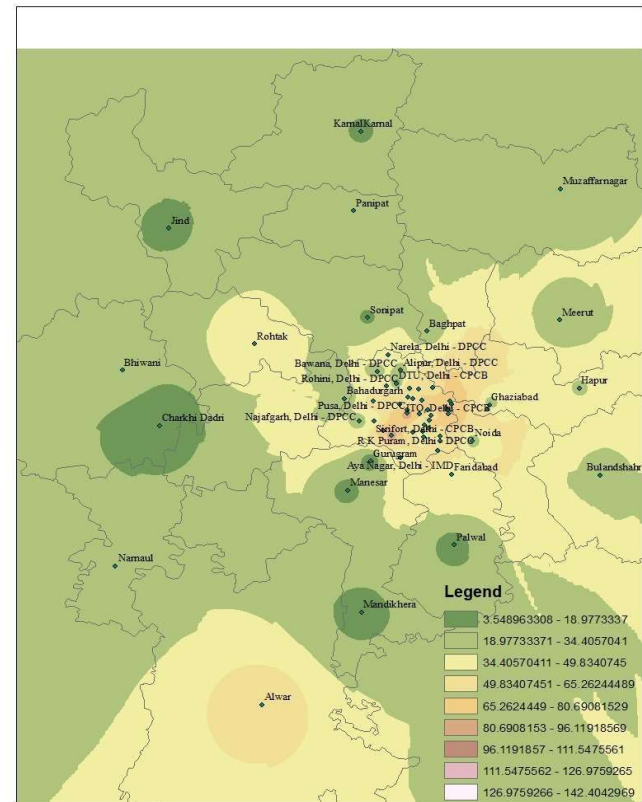 KarnalKarnal
Muzaffarnagar
Panipat
Jind
Sonipat
Meerut
Baghpat
Rohtak
Narela, Delhi - DPCC
Bawana, Delhi - DPCC
Alipur, Delhi - DPCC
Bhiwani
DTU, Delhi - CPCB
Rohini, Delhi - DPCC
Hapur
Bahadurgarh
Ghaziabad
Pusa, Delhi - DPCC
ITO, Delhi - CPCB
Charkhi Dadri
Najafgarh, Delhi - DPCC
Sirifort, Delhi - CPCB
Noida
R K Puram, Delhi - DPCC
Gurugram
Aya Nagar, Delhi - IMD
Faridabad
Bulandshahr
Manesar
Palwal
Narnaul
Mandikhera
Alwar
Legend
3.548963308 - 18.9773337
18.97733371 - 34.4057041
34.40570411 - 49.8340745
49.83407451 - 65.26244489
65.2624449 - 80.69081529
80.6908153 - 96.11918569
96.1191857 - 111.5475561
111.5475562 - 126.9759265
126.9759266 - 142.4042969